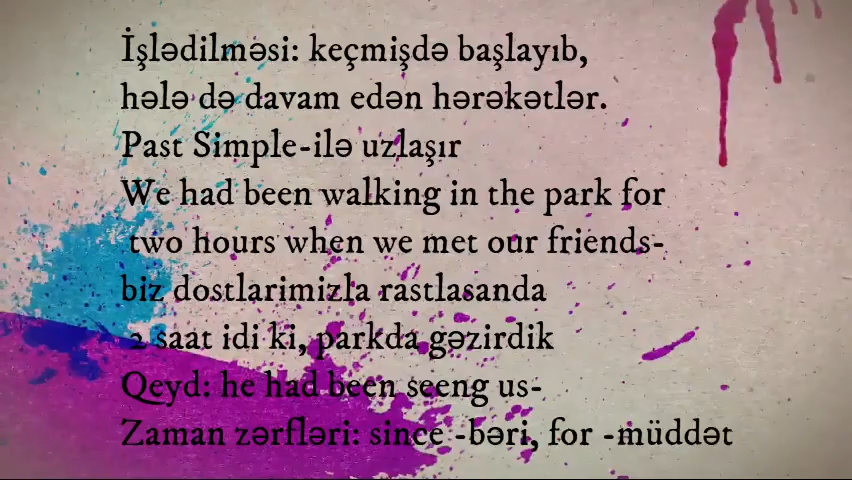 İşlədilməsi: keçmişdə başlayıb,
hələ də davam edən hərəkətlər.
Past Simple-ilə uzlaşır
We had been walking in the park for
two hours when we met our friends-
biz dostlarimizla rastlasanda
2 saat idi ki, parkda gəzirdik
Qeyd: he had been seeng us-
Zaman zərfləri: since -bəri, for -müddət